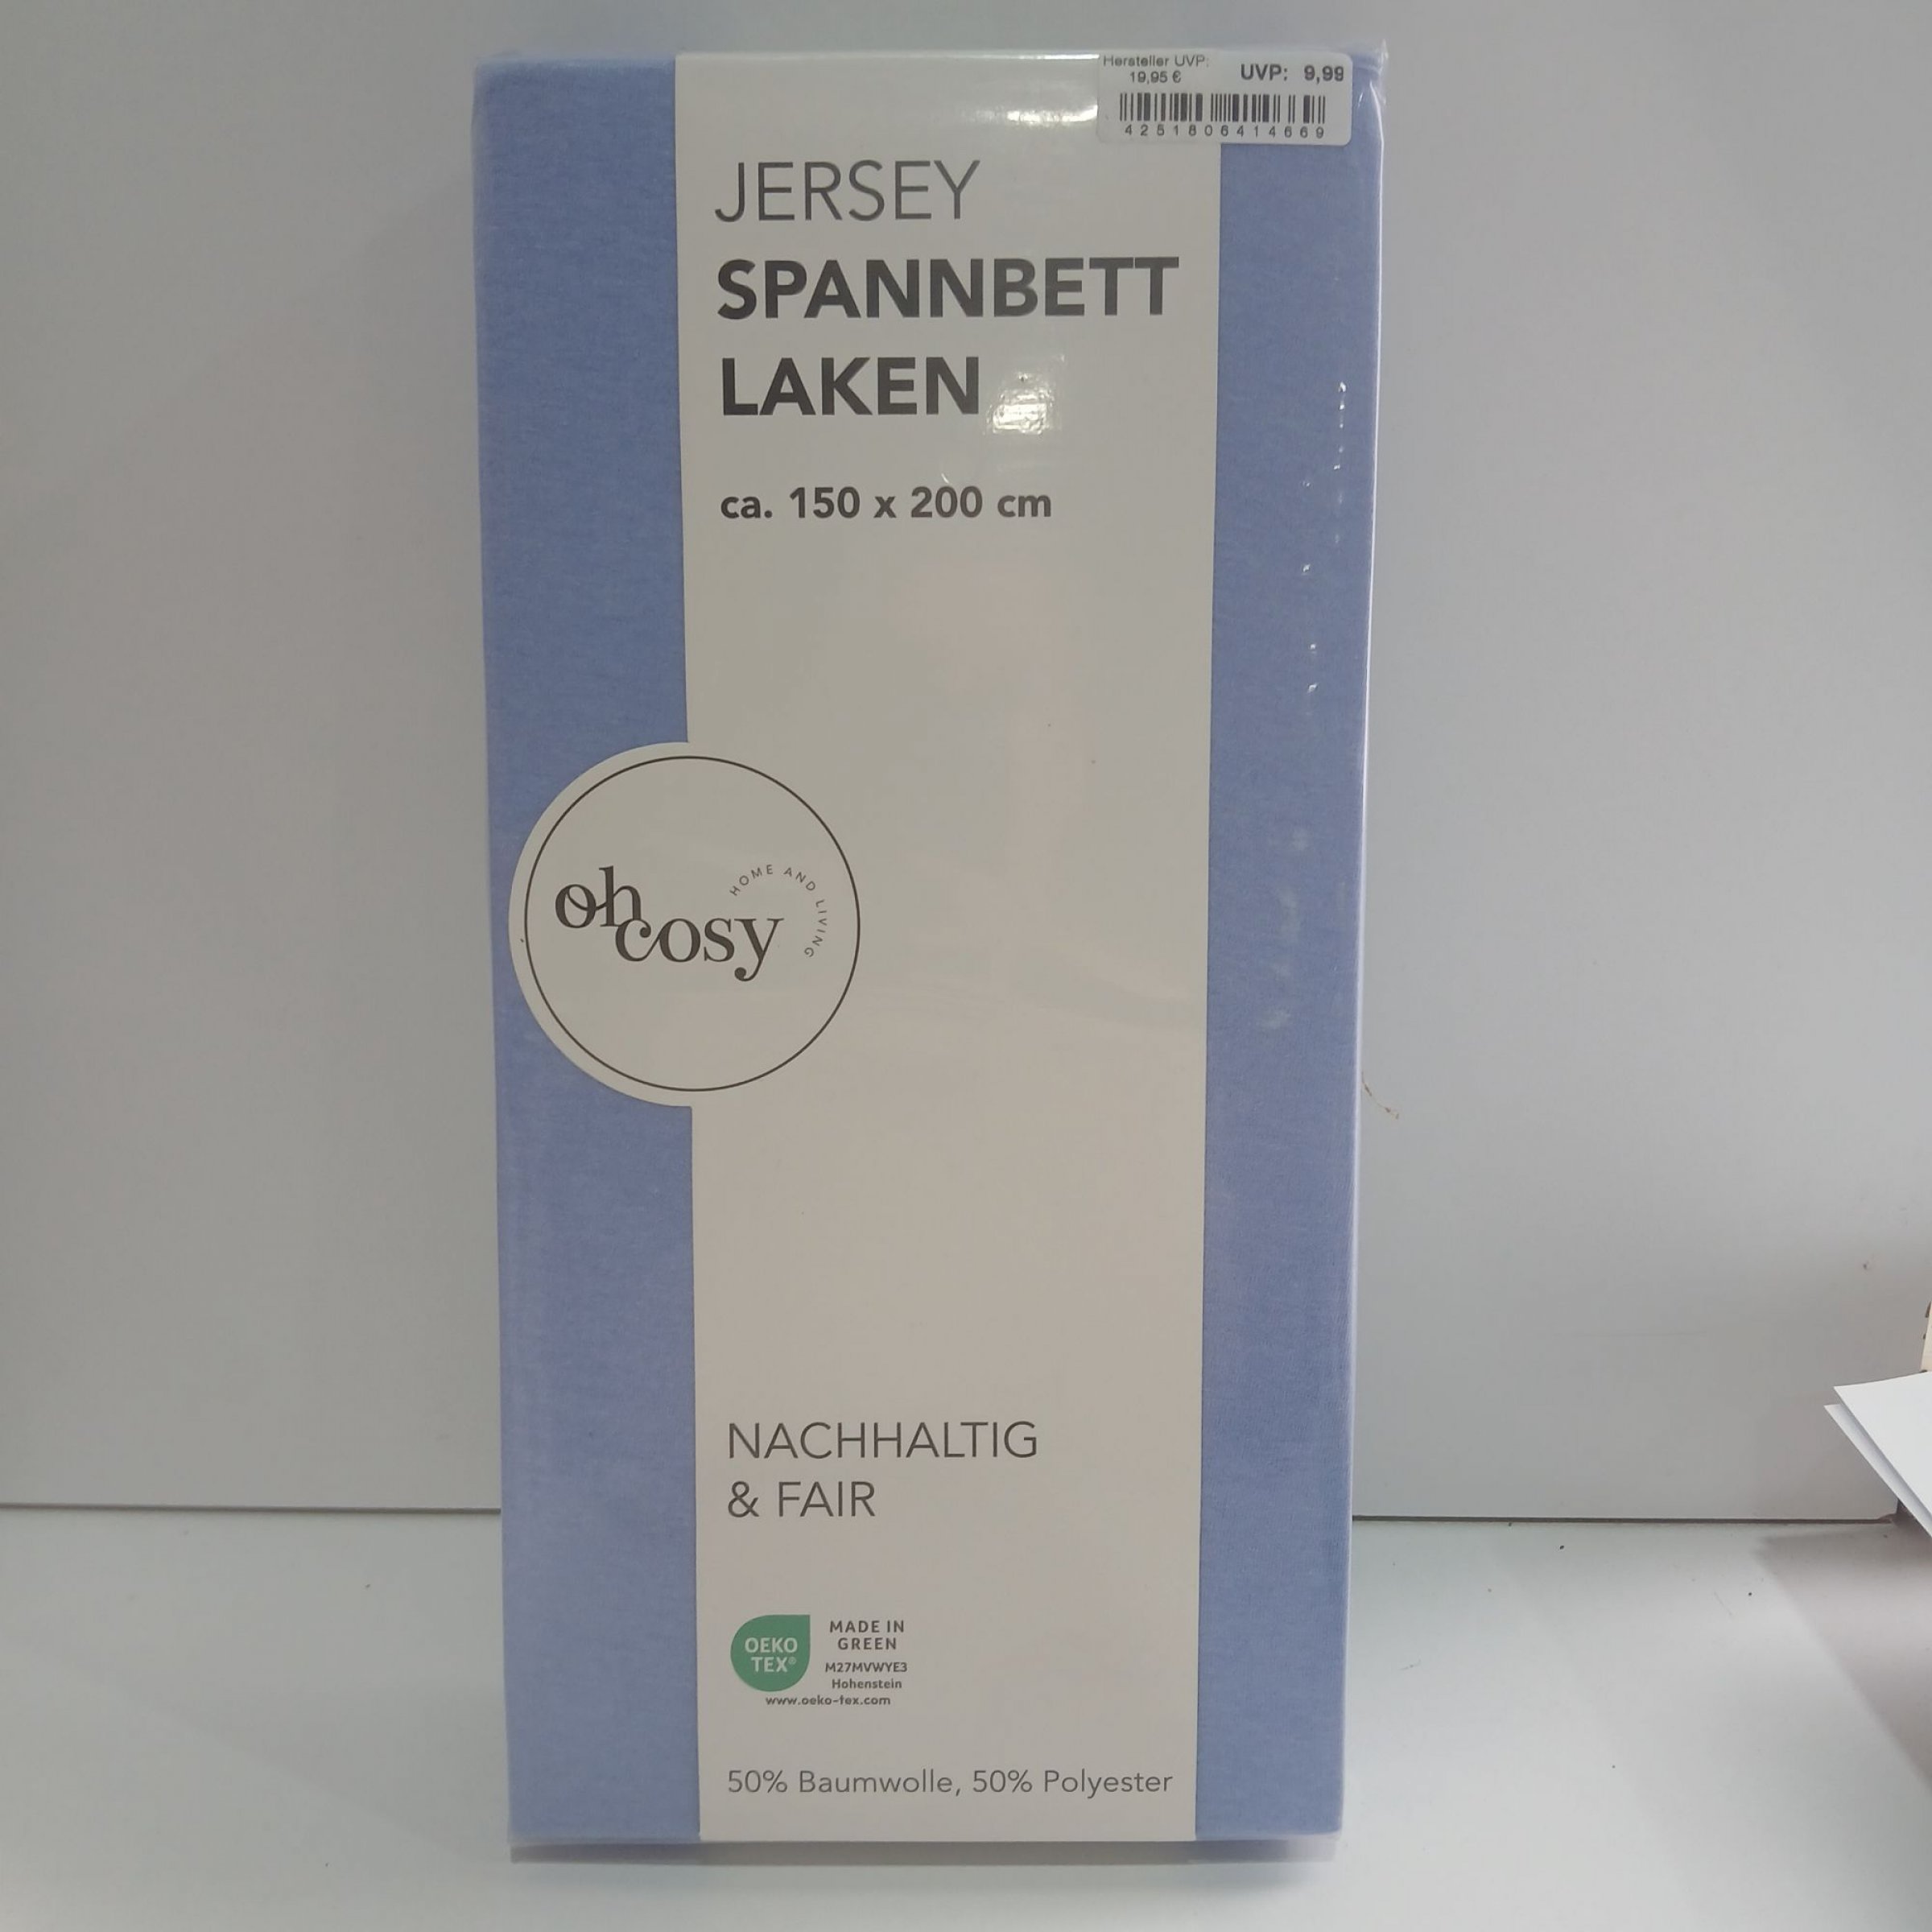 Hersteller UVP:
19,95 €
UVP: 9,99
4251806414669
JERSEY
SPANNBETT
LAKEN
ca. 150 x 200 cm
oh
cosy
HOME AND LIVING
NACHHALTIG
& FAIR
OEKO
TEX®
MADE IN
GREEN
M27MVWYE3
Hohenstein
www.oeko-tex.com
50% Baumwolle, 50% Polyester